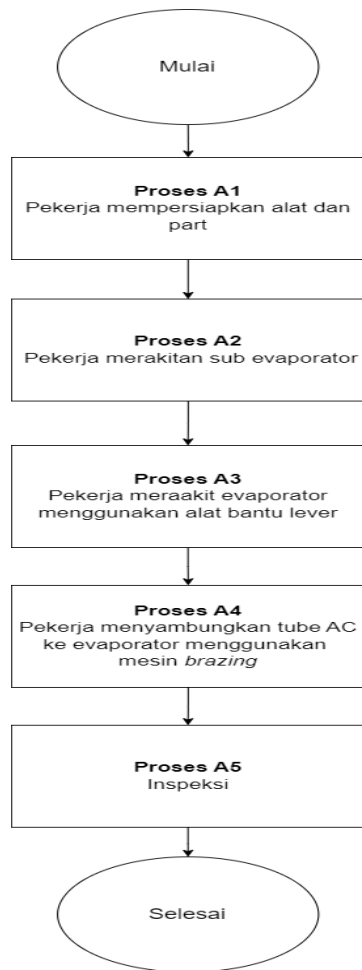 Mulai
Proses A1
Pekerja mempersiapkan alat dan
part
Proses A2
Pekerja merakitan sub evaporator
Proses A3
Pekerja meraakit evaporator
menggunakan alat bantu lever
Proses A4
Pekerja menyambungkan tube AC
ke evaporator menggunakan
mesin brazing
Proses A5
Inspeksi
Selesai